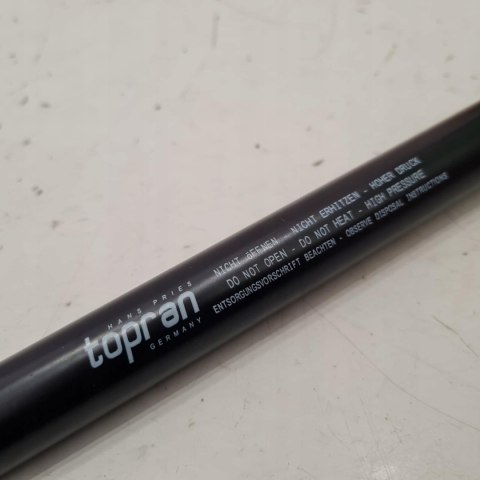 HANS PRIES
topran
GERMANY
NICHT ÖFFNEN - NICHT ERHITZEN - HOHER DRUCK
DO NOT OPEN - DO NOT HEAT - HIGH PRESSURE
ENTSORGUNGSVORSCHRIFT BEACHTEN - OBSERVE DISPOSAL INSTRUCTIONS